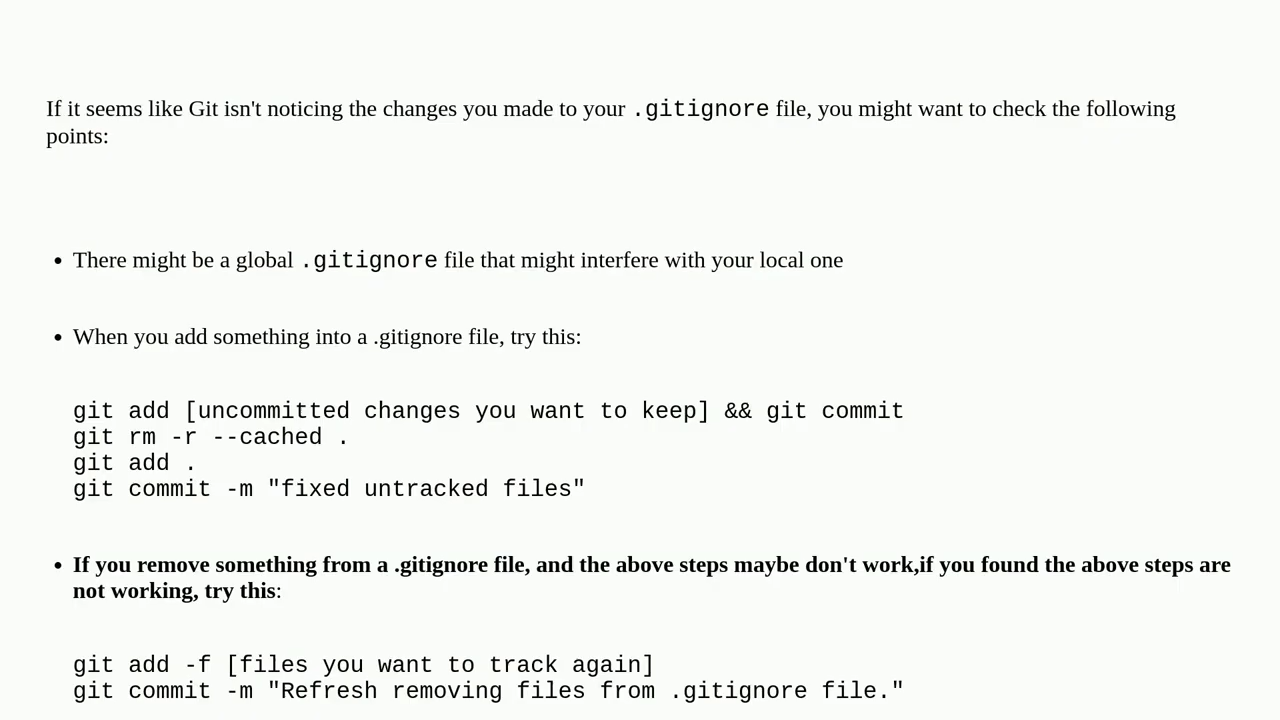 If it seems like Git isn't noticing the changes you made to your .gitignore file, you might want to check the following
points:
• There might be a global .gitignore file that might interfere with your local one
• When you add something into a .gitignore file, try this:
git add [uncommitted changes you want to keep] && git commit
git rm -r --cached .
git add .
git commit -m "fixed untracked files"
• If you remove something from a .gitignore file, and the above steps maybe don't work,if you found the above steps are
not working, try this:
git add -f [files you want to track again]
git commit -m "Refresh removing files from .gitignore file."